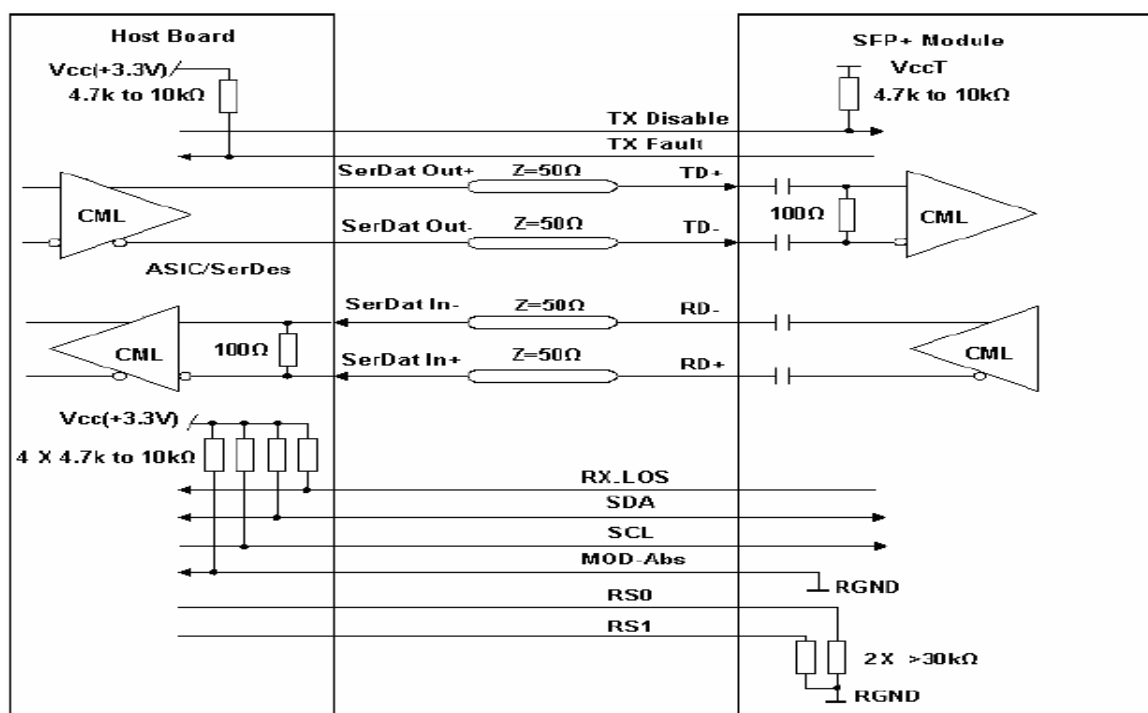 Host Board
SFP+ Module
Vcc(+3.3V)
4.7k to 10kΩ
VccT
4.7k to 10kΩ
TX Disable
TX Fault
SerDat Out+
Z=50Ω
TD+
CML
100Ω
CML
SerDat Out-
Z=50Ω
TD-
ASIC/SerDes
SerDat In-
Z=50Ω
RD-
CML
100Ω
CML
SerDat In+
Z=50Ω
RD+
Vcc(+3.3V)
4 X 4.7k to 10kΩ
RX-LOS
SDA
SCL
MOD-Abs
RGND
RS0
RS1
2X >30kΩ
RGND